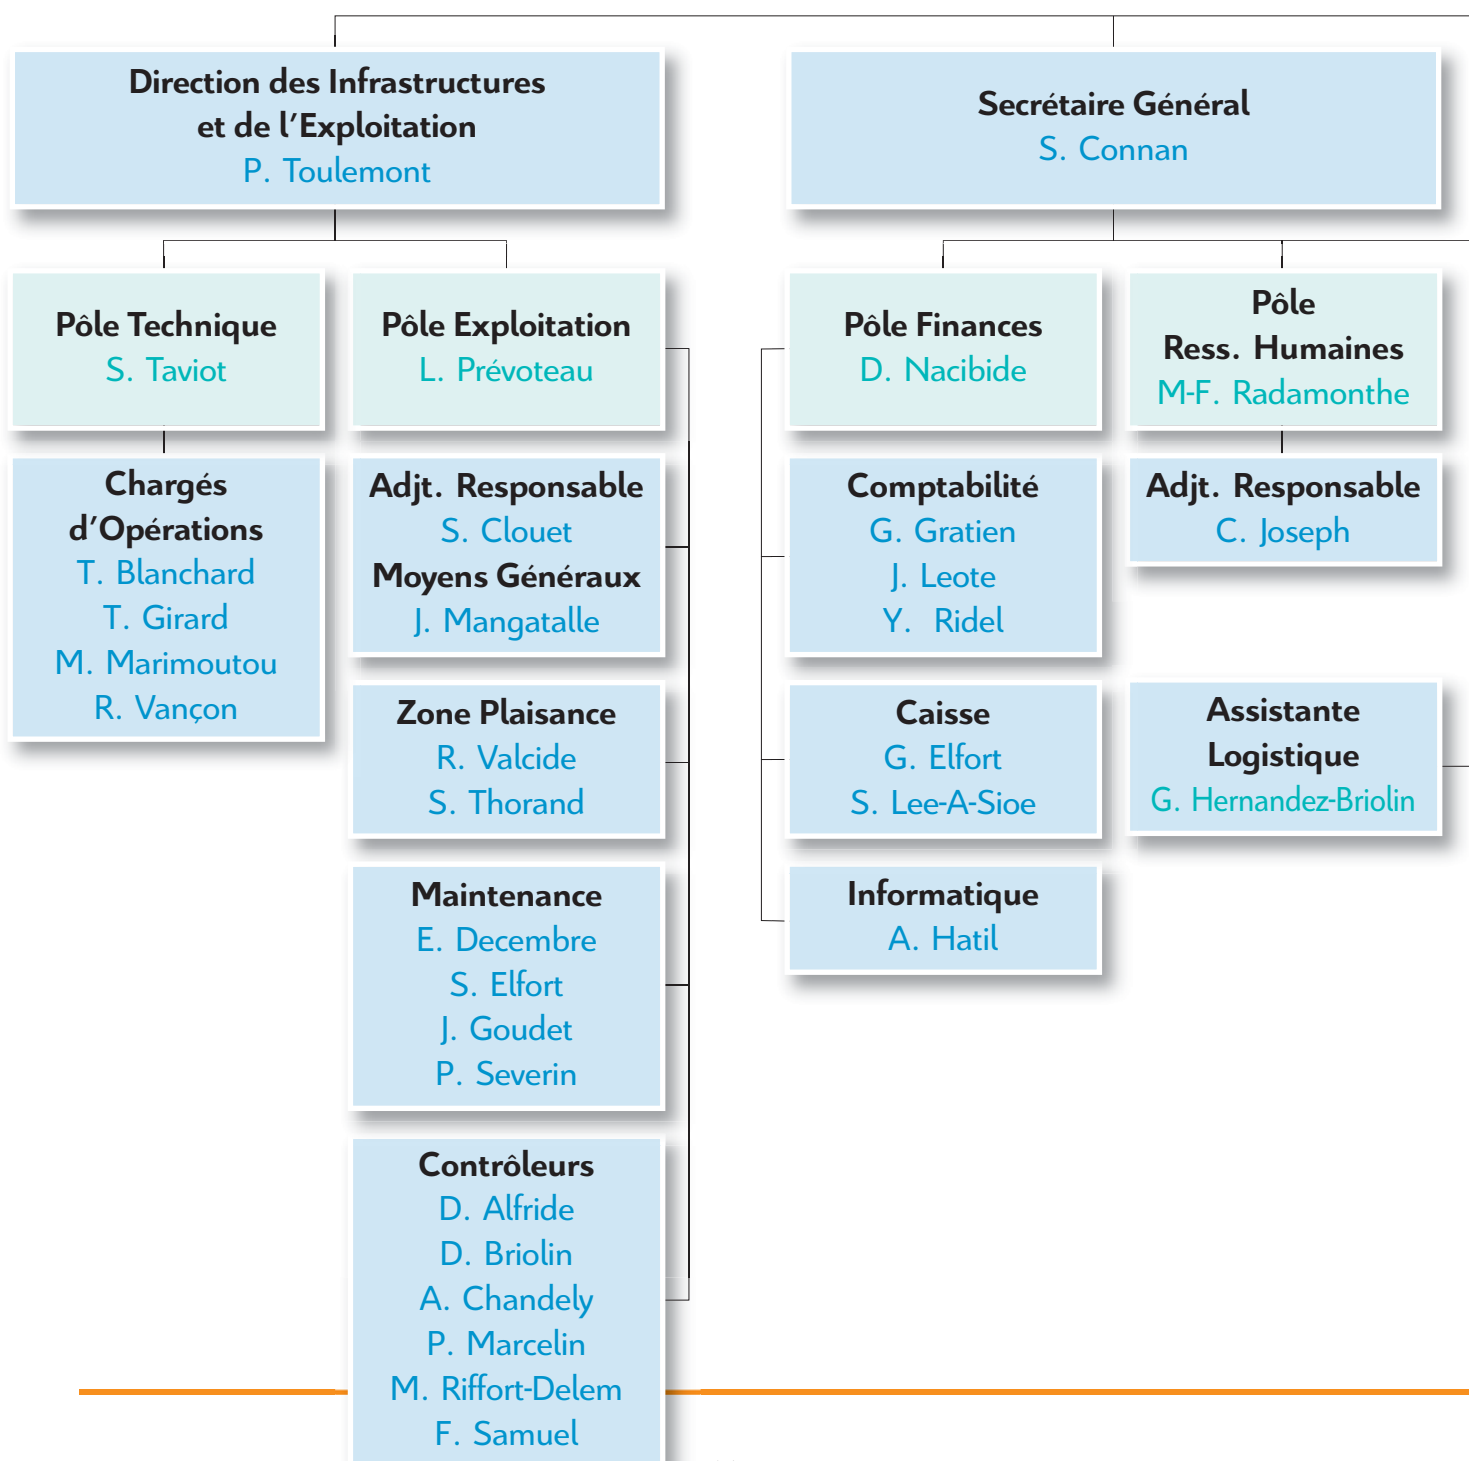 Direction des Infrastructures
et de l'Exploitation
P. Toulemont
Secrétaire Général
S. Connan
Pôle Technique
S. Taviot
Pôle Exploitation
L. Prévoteau
Pôle Finances
D. Nacibide
Pôle
Ress. Humaines
M-F. Radamonthe
Chargés
d'Opérations
T. Blanchard
T. Girard
M. Marimoutou
R. Vançon
Adjt. Responsable
S. Clouet
Moyens Généraux
J. Mangatalle
Zone Plaisance
R. Valcide
S. Thorand
Maintenance
E. Decembre
S. Elfort
J. Goudet
P. Severin
Contrôleurs
D. Alfride
D. Briolin
A. Chandely
P. Marcelin
M. Riffort-Delem
F. Samuel
Comptabilité
G. Gratien
J. Leote
Y. Ridel
Caisse
G. Elfort
S. Lee-A-Sioe
Informatique
A. Hatil
Adjt. Responsable
C. Joseph
Assistante
Logistique
G. Hernandez-Briolin